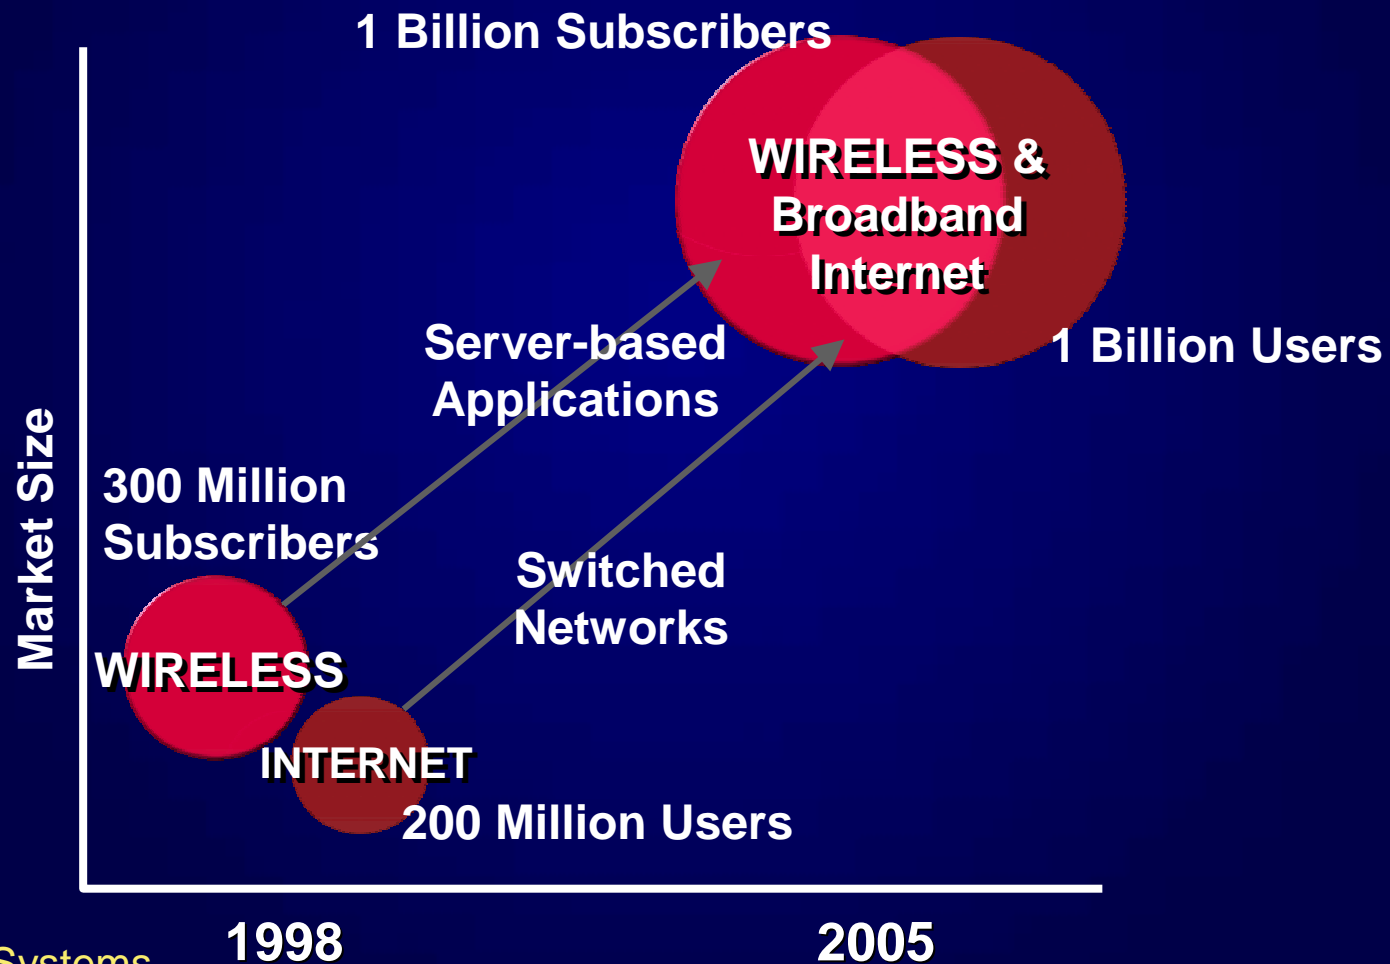 1 Billion Subscribers
WIRELESS &
Broadband
Internet
1 Billion Users
Server-based
Applications
Market Size
300 Million
Subscribers
Switched
Networks
WIRELESS
INTERNET
200 Million Users
1998
2005
Systems